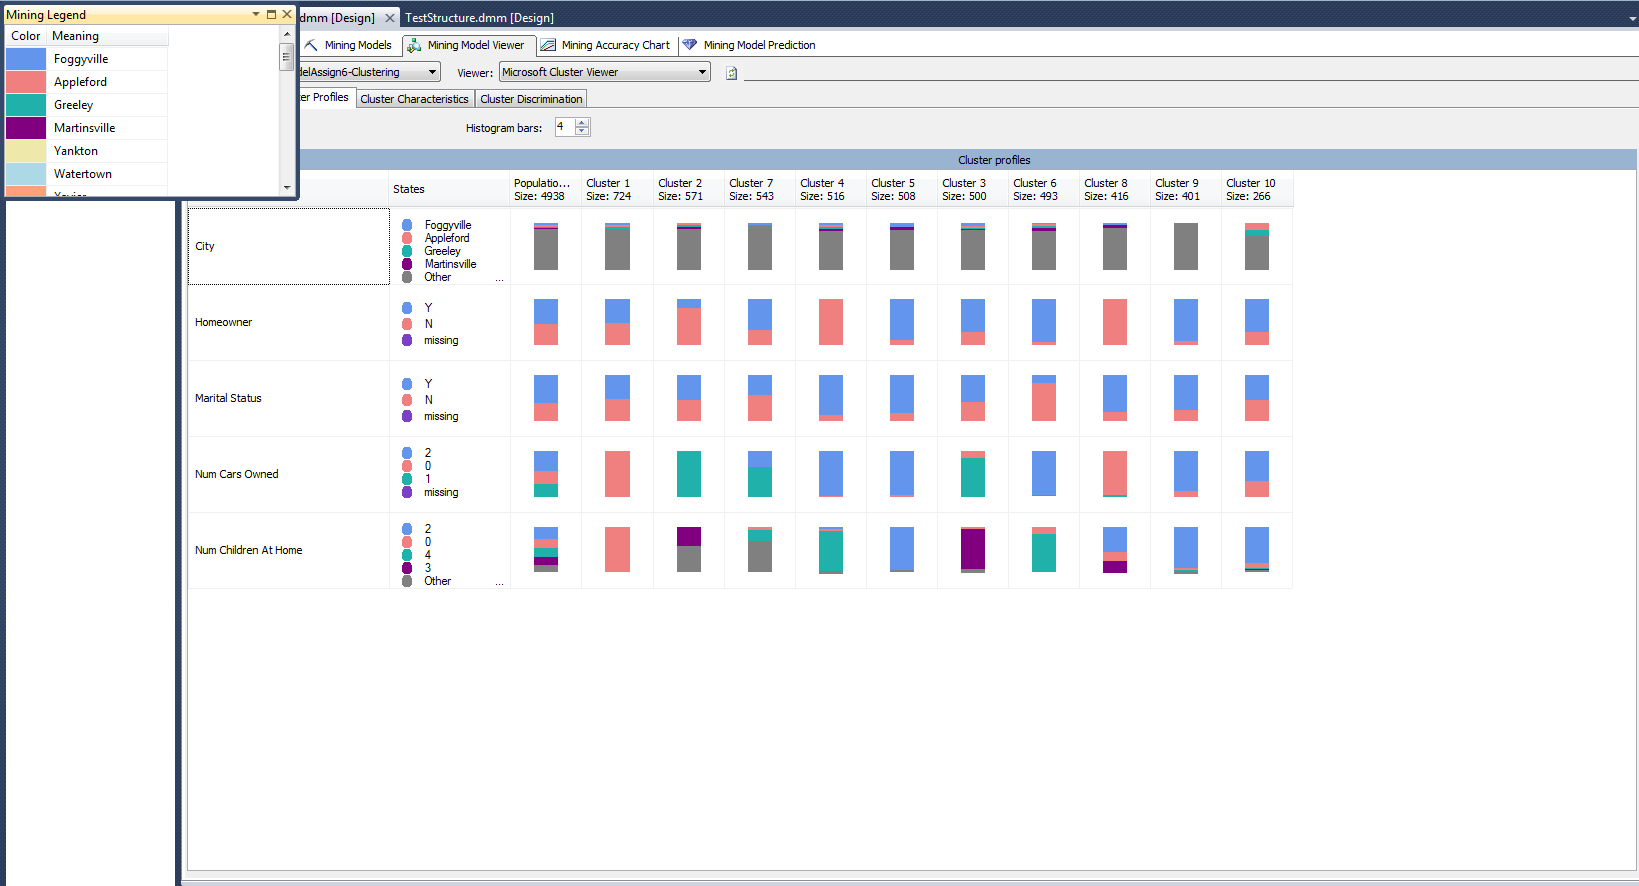 Mining Legend
dmm [Design]
TestStructure.dmm [Design]
Color Meaning
Foggyville
Appleford
Greeley
Martinsville
Yankton
Watertown
Mining Models
Mining Model Viewer
Mining Accuracy Chart
Mining Model Prediction
delAssign6-Clustering
Viewer:
Microsoft Cluster Viewer
er Profiles
Cluster Characteristics
Cluster Discrimination
Histogram bars:
4
Cluster profiles
States
Populatio...
Size: 4938
Cluster 1
Size: 724
Cluster 2
Size: 571
Cluster 7
Size: 543
Cluster 4
Size: 516
Cluster 5
Size: 508
Cluster 3
Size: 500
Cluster 6
Size: 493
Cluster 8
Size: 416
Cluster 9
Size: 401
Cluster 10
Size: 266
City
Foggyville
Appleford
Greeley
Martinsville
Other ...
Homeowner
Y
N
missing
Marital Status
Y
N
missing
Num Cars Owned
2
0
1
missing
Num Children At Home
2
0
4
3
Other ...